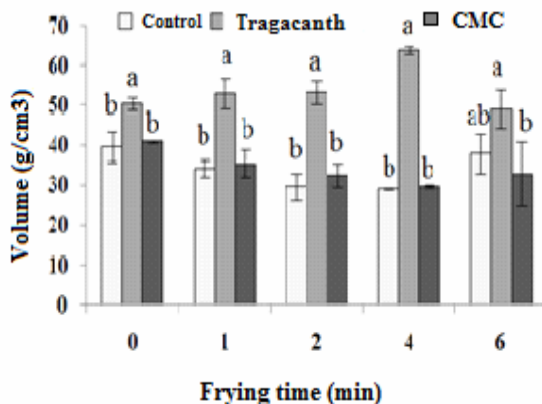 Control Tragacanth CMC
Volume (g/cm3)
70
60
50
40
30
20
10
0
b a b
b a b
b a b
b a b
ab a b
0 1 2 4 6
Frying time (min)